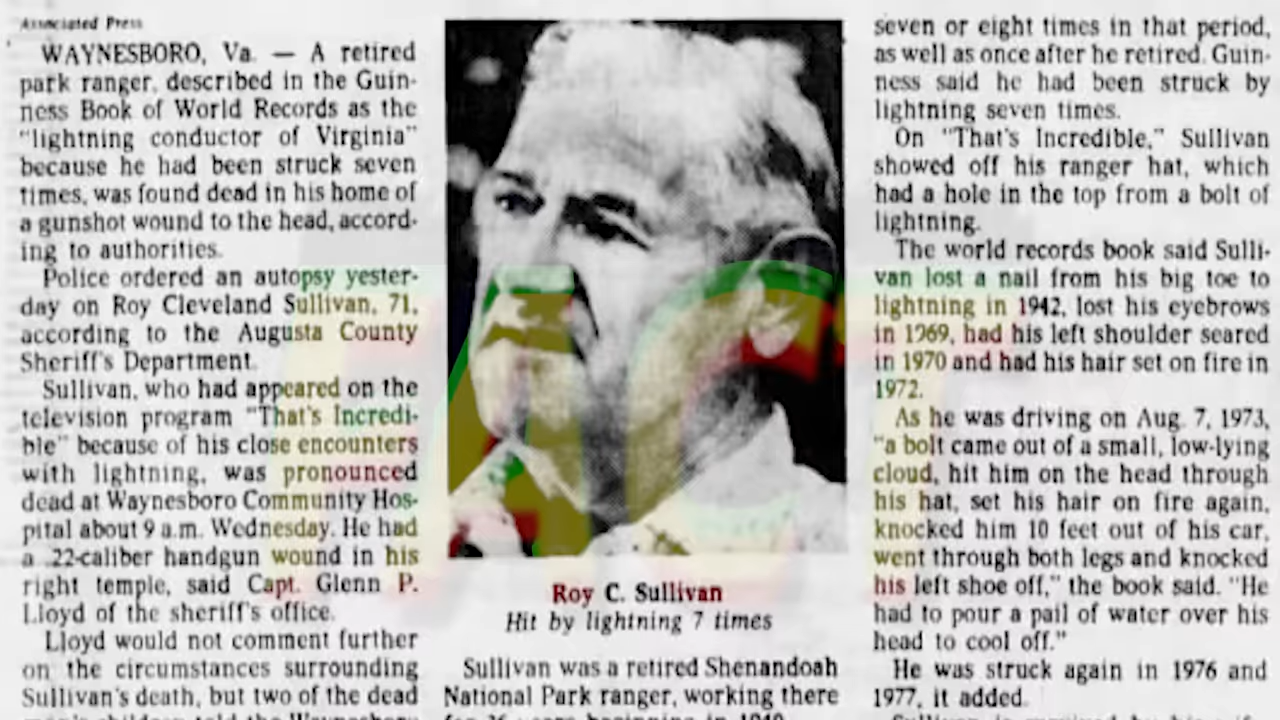 Associated Press
WAYNESBORO, Va. — A retired
park ranger, described in the Guin-
ness Book of World Records as the
"lightning conductor of Virginia"
because he had been struck seven
times, was found dead in his home of
a gunshot wound to the head, accord-
ing to authorities.
Police ordered an autopsy yester-
day on Roy Cleveland Sullivan, 71,
according to the Augusta County
Sheriff's Department.
Sullivan, who had appeared on the
television program "That's Incredi-
ble" because of his close encounters
with lightning, was pronounced
dead at Waynesboro Community Hos-
pital about 9 a.m. Wednesday. He had
a .22-caliber handgun wound in his
right temple, said Capt. Glenn P.
Lloyd of the sheriff's office.
Lloyd would not comment further
on the circumstances surrounding
Sullivan's death, but two of the dead
Roy C. Sullivan
Hit by lightning 7 times
Sullivan was a retired Shenandoah
National Park ranger, working there
seven or eight times in that period,
as well as once after he retired. Guin-
ness said he had been struck by
lightning seven times.
On "That's Incredible," Sullivan
showed off his ranger hat, which
had a hole in the top from a bolt of
lightning.
The world records book said Sulli-
van lost a nail from his big toe to
lightning in 1942, lost his eyebrows
in 1969, had his left shoulder seared
in 1970 and had his hair set on fire in
1972.
As he was driving on Aug. 7, 1973,
"a bolt came out of a small, low-lying
cloud, hit him on the head through
his hat, set his hair on fire again,
knocked him 10 feet out of his car,
went through both legs and knocked
his left shoe off," the book said. "He
had to pour a pail of water over his
head to cool off."
He was struck again in 1976 and
1977, it added.